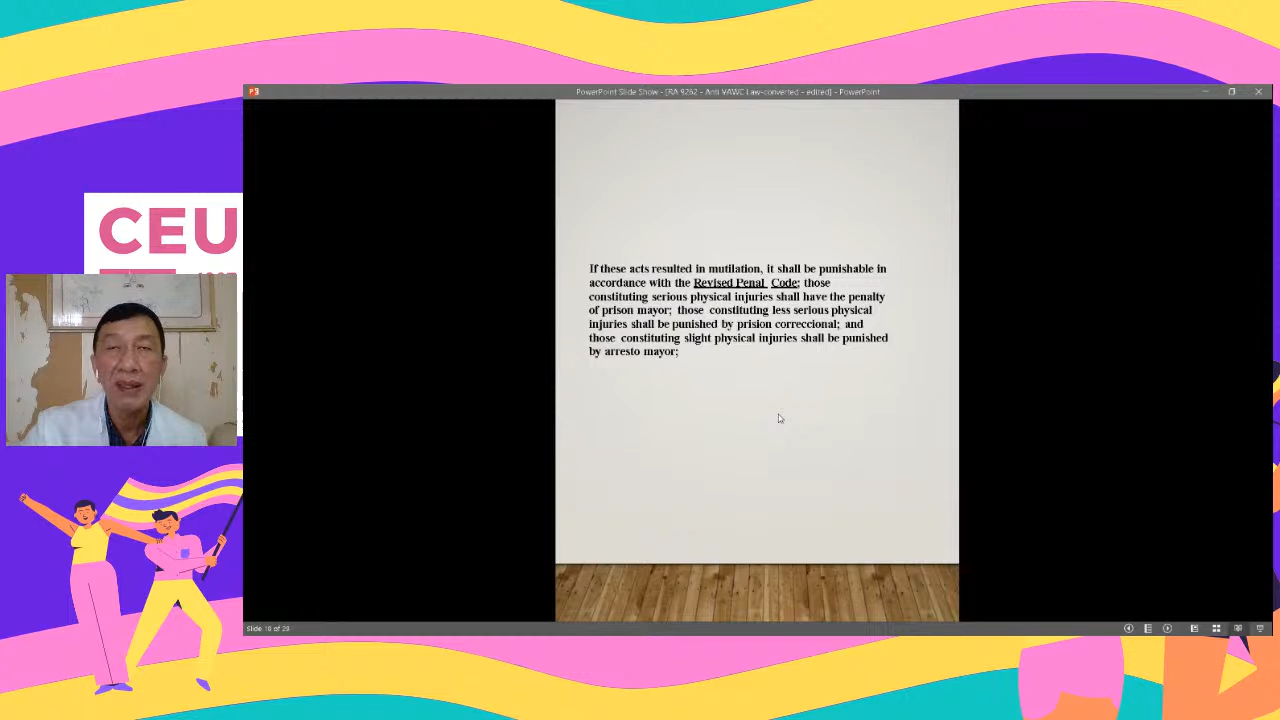 PowerPoint Slide Show - [RA 9262 - Anti VAWC Law-converted - edited] - PowerPoint
CEU
If these acts resulted in mutilation, it shall be punishable in
accordance with the Revised Penal Code; those
constituting serious physical injuries shall have the penalty
of prison mayor; those constituting less serious physical
injuries shall be punished by prision correccional; and
those constituting slight physical injuries shall be punished
by arresto mayor;